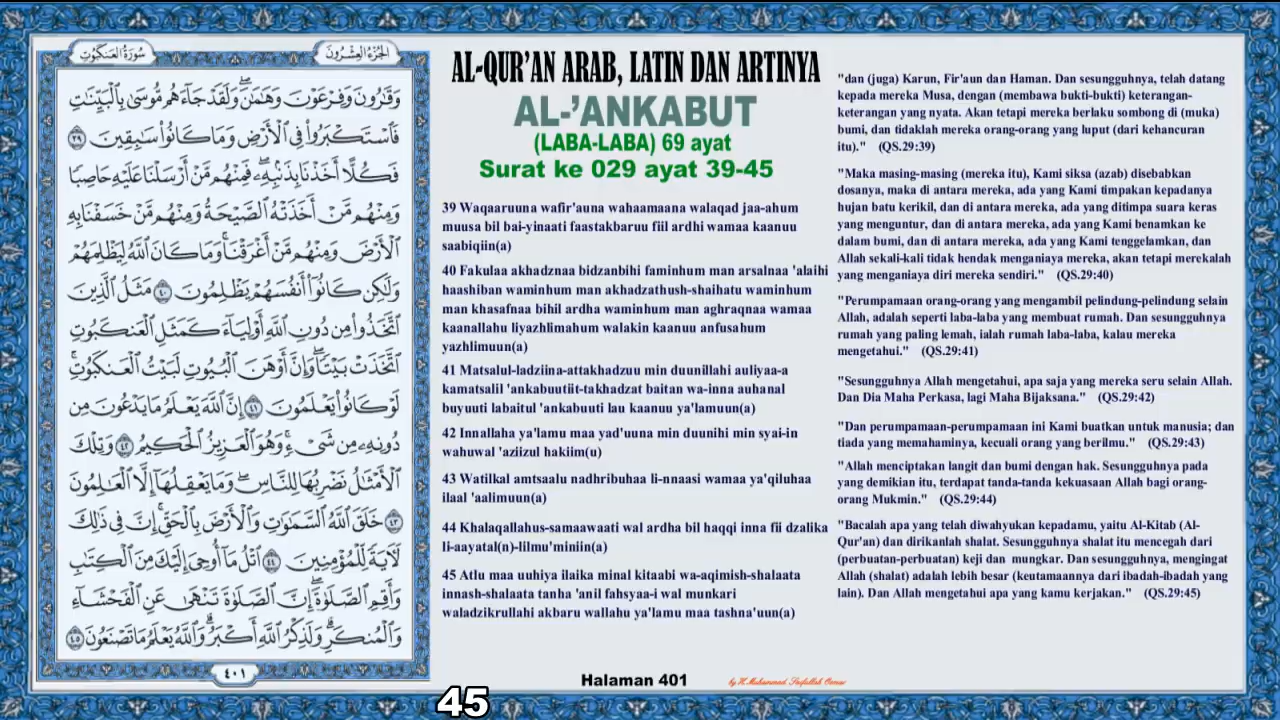 سورة العنكبوت
الجزء العشرون
وَقَٰرُونَ وَفِرْعَوْنَ وَهَٰمَٰنَ ۖ وَلَقَدْ جَآءَهُم مُّوسَىٰ بِٱلْبَيِّنَٰتِ
فَٱسْتَكْبَرُوا۟ فِى ٱلْأَرْضِ وَمَا كَانُوا۟ سَٰبِقِينَ ٣٩
فَكُلًّا أَخَذْنَا بِذَنۢبِهِۦ ۖ فَمِنْهُم مَّنْ أَرْسَلْنَا عَلَيْهِ حَاصِبًا
وَمِنْهُم مَّنْ أَخَذَتْهُ ٱلصَّيْحَةُ وَمِنْهُم مَّنْ خَسَفْنَا بِهِ
ٱلْأَرْضَ وَمِنْهُم مَّنْ أَغْرَقْنَا ۚ وَمَا كَانَ ٱللَّهُ لِيَظْلِمَهُمْ
وَلَٰكِن كَانُوٓا۟ أَنفُسَهُمْ يَظْلِمُونَ ٤٠ مَثَلُ ٱلَّذِينَ
ٱتَّخَذُوا۟ مِن دُونِ ٱللَّهِ أَوْلِيَآءَ كَمَثَلِ ٱلْعَنكَبُوتِ
ٱتَّخَذَتْ بَيْتًا ۖ وَإِنَّ أَوْهَنَ ٱلْبُيُوتِ لَبَيْتُ ٱلْعَنكَبُوتِ ۖ
لَوْ كَانُوا۟ يَعْلَمُونَ ٤١ إِنَّ ٱللَّهَ يَعْلَمُ مَا يَدْعُونَ مِن
دُونِهِۦ مِن شَىْءٍ ۚ وَهُوَ ٱلْعَزِيزُ ٱلْحَكِيمُ ٤٢ وَتِلْكَ
ٱلْأَمْثَٰلُ نَضْرِبُهَا لِلنَّاسِ ۖ وَمَا يَعْقِلُهَآ إِلَّا ٱلْعَٰلِمُونَ
٤٣ خَلَقَ ٱللَّهُ ٱلسَّمَٰوَٰتِ وَٱلْأَرْضَ بِٱلْحَقِّ ۚ إِنَّ فِى ذَٰلِكَ
لَءَايَةً لِّلْمُؤْمِنِينَ ٤٤ ٱتْلُ مَآ أُوحِىَ إِلَيْكَ مِنَ ٱلْكِتَٰبِ
وَأَقِمِ ٱلصَّلَوٰةَ ۖ إِنَّ ٱلصَّلَوٰةَ تَنْهَىٰ عَنِ ٱلْفَحْشَآءِ
وَٱلْمُنكَرِ ۗ وَلَذِكْرُ ٱللَّهِ أَكْبَرُ ۗ وَٱللَّهُ يَعْلَمُ مَا تَصْنَعُونَ ٤٥
٤٠١
AL-QUR'AN ARAB, LATIN DAN ARTINYA
AL-'ANKABUT
(LABA-LABA) 69 ayat
Surat ke 029 ayat 39-45
39 Waqaaruuna wafir'auna wahaamaana walaqad jaa-ahum
muusa bil bai-yinaati faastakbaruu fiil ardhi wamaa kaanuu
saabiqiin(a)
40 Fakulaa akhadznaa bidzanbihi faminhum man arsalnaa 'alaihi
haashiban waminhum man akhadzathush-shaihatu waminhum
man khasafnaa bihil ardha waminhum man aghraqnaa wamaa
kaanallahu liyazhlimahum walakin kaanuu anfusahum
yazhlimuun(a)
41 Matsalul-ladziina-attakhadzuu min duunillahi auliyaa-a
kamatsalil 'ankabuutiit-takhadzat baitan wa-inna auhanal
buyuuti labaitul 'ankabuuti lau kaanuu ya'lamuun(a)
42 Innallaha ya'lamu maa yad'uuna min duunihi min syai-in
wahuwal 'aziizul hakiim(u)
43 Watilkal amtsaalu nadhribuhaa li-nnaasi wamaa ya'qiluhaa
ilaal 'aalimuun(a)
44 Khalaqallahus-samaawaati wal ardha bil haqqi inna fii dzalika
li-aayatal(n)-lilmu'miniin(a)
45 Atlu maa uuhiya ilaika minal kitaabi wa-aqimish-shalaata
innash-shalaata tanha 'anil fahsyaa-i wal munkari
waladzikrullahi akbaru wallahu ya'lamu maa tashna'uun(a)
"dan (juga) Karun, Fir'aun dan Haman. Dan sesungguhnya, telah datang
kepada mereka Musa, dengan (membawa bukti-bukti) keterangan-
keterangan yang nyata. Akan tetapi mereka berlaku sombong di (muka)
bumi, dan tidaklah mereka orang-orang yang luput (dari kehancuran
itu)." (QS.29:39)
"Maka masing-masing (mereka itu), Kami siksa (azab) disebabkan
dosanya, maka di antara mereka, ada yang Kami timpakan kepadanya
hujan batu kerikil, dan di antara mereka, ada yang ditimpa suara keras
yang mengguntur, dan di antara mereka, ada yang Kami benamkan ke
dalam bumi, dan di antara mereka, ada yang Kami tenggelamkan, dan
Allah sekali-kali tidak hendak menganiaya mereka, akan tetapi merekalah
yang menganiaya diri mereka sendiri." (QS.29:40)
"Perumpamaan orang-orang yang mengambil pelindung-pelindung selain
Allah, adalah seperti laba-laba yang membuat rumah. Dan sesungguhnya
rumah yang paling lemah, ialah rumah laba-laba, kalau mereka
mengetahui." (QS.29:41)
"Sesungguhnya Allah mengetahui, apa saja yang mereka seru selain Allah.
Dan Dia Maha Perkasa, lagi Maha Bijaksana." (QS.29:42)
"Dan perumpamaan-perumpamaan ini Kami buatkan untuk manusia; dan
tiada yang memahaminya, kecuali orang yang berilmu." (QS.29:43)
"Allah menciptakan langit dan bumi dengan hak. Sesungguhnya pada
yang demikian itu, terdapat tanda-tanda kekuasaan Allah bagi orang-
orang Mukmin." (QS.29:44)
"Bacalah apa yang telah diwahyukan kepadamu, yaitu Al-Kitab (Al-
Qur'an) dan dirikanlah shalat. Sesungguhnya shalat itu mencegah dari
(perbuatan-perbuatan) keji dan mungkar. Dan sesungguhnya, mengingat
Allah (shalat) adalah lebih besar (keutamaannya dari ibadah-ibadah yang
lain). Dan Allah mengetahui apa yang kamu kerjakan." (QS.29:45)
Halaman 401
by H. Muhammad Saifullah
45